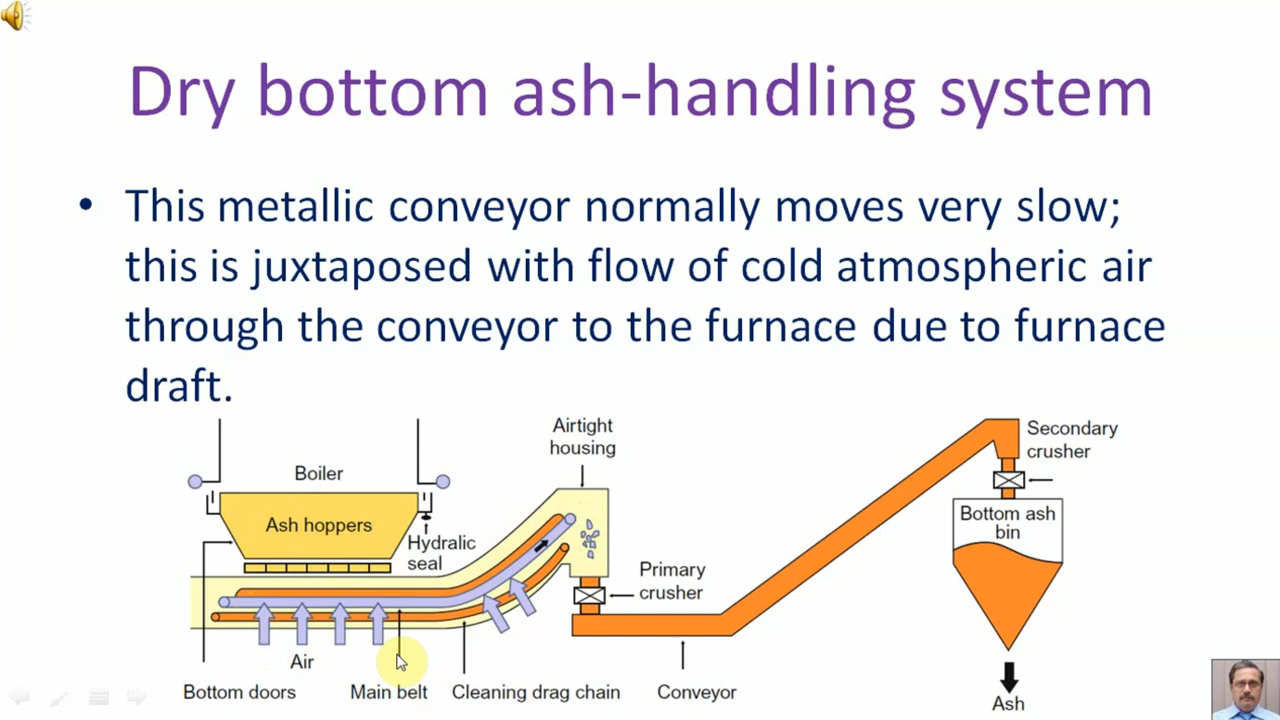 Dry bottom ash-handling system
• This metallic conveyor normally moves very slow;
this is juxtaposed with flow of cold atmospheric air
through the conveyor to the furnace due to furnace
draft.
Airtight
housing
Secondary
crusher
Boiler
Ash hoppers
Bottom ash
bin
Hydralic
seal
Primary
crusher
Air
Bottom doors
Main belt
Cleaning drag chain
Conveyor
Ash